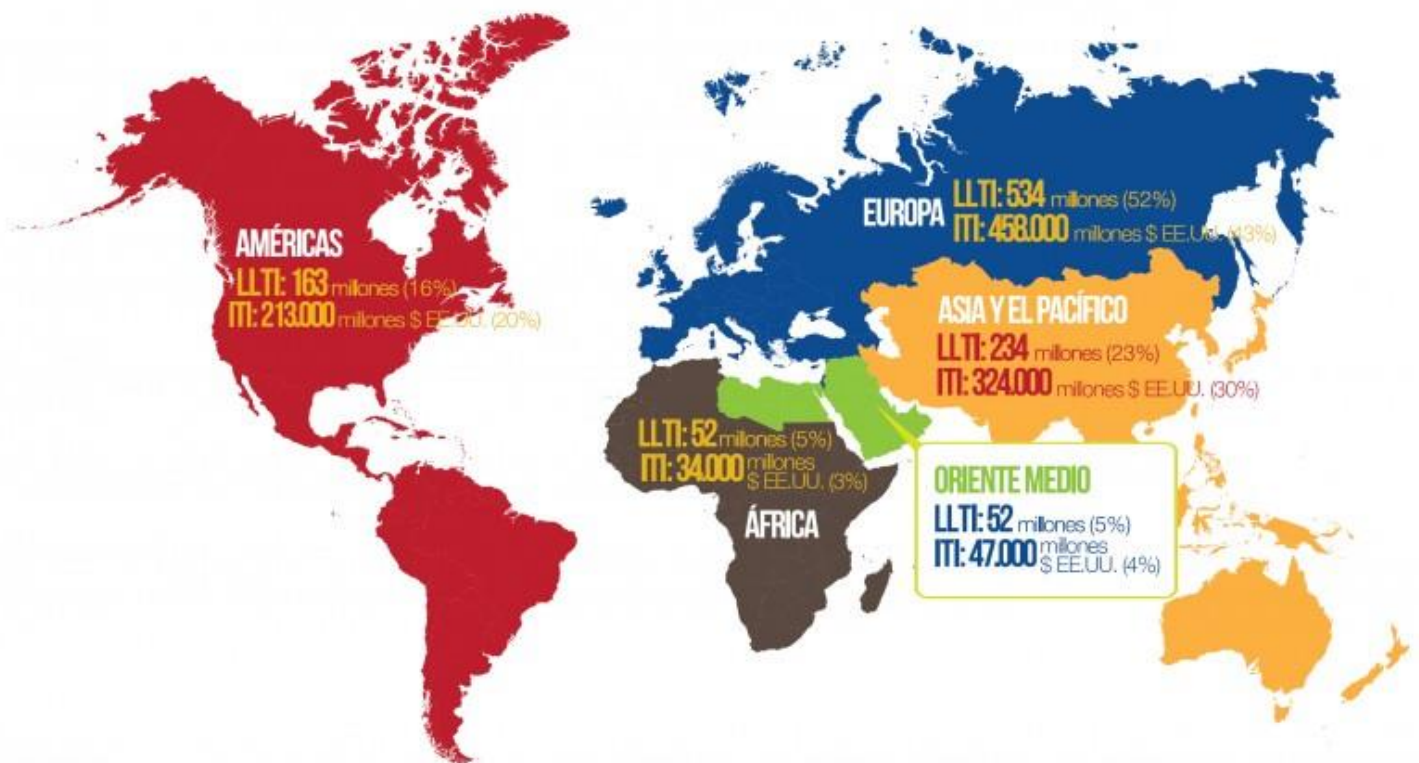 AMÉRICAS
LLTI: 163 millones (16%)
ITI: 213.000 millones $ EE.UU. (20%)
EUROPA
LLTI: 534 millones (52%)
ITI: 458.000 millones $ EE.UU. (43%)
ASIA Y EL PACÍFICO
LLTI: 234 millones (23%)
ITI: 324.000 millones $ EE.UU. (30%)
LLTI: 52 millones (5%)
ITI: 34.000 millones
$ EE.UU. (3%)
ÁFRICA
ORIENTE MEDIO
LLTI: 52 millones (5%)
ITI: 47.000 millones
$ EE.UU. (4%)